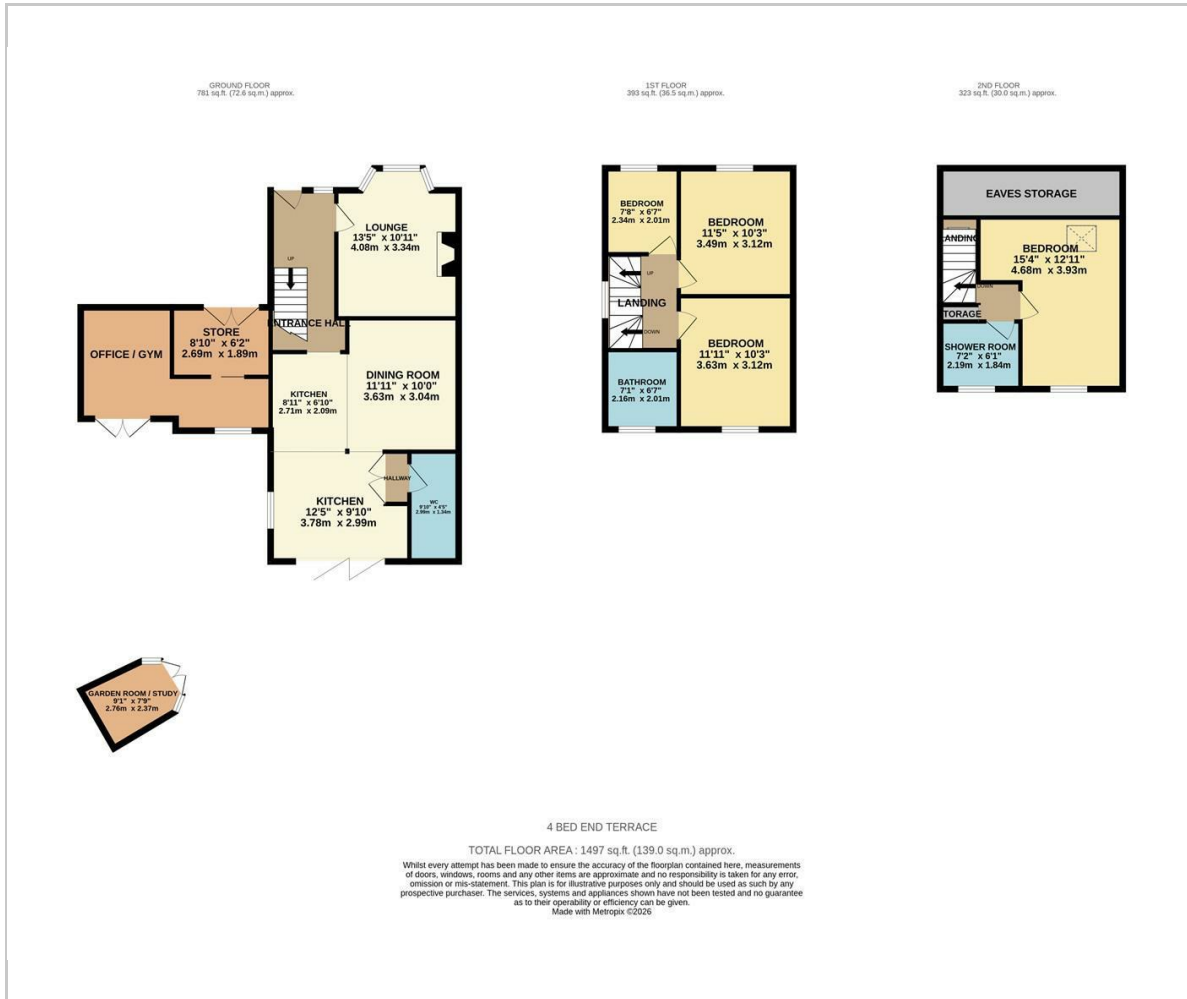 GROUND FLOOR
781 sq.ft. (72.6 sq.m.) approx.
1ST FLOOR
393 sq.ft. (36.5 sq.m.) approx.
2ND FLOOR
323 sq.ft. (30.0 sq.m.) approx.
LOUNGE
13'5" x 10'11"
4.08m x 3.34m
UP
ENTRANCE HALL
STORE
8'10" x 6'2"
2.69m x 1.89m
OFFICE / GYM
DINING ROOM
11'11" x 10'0"
3.63m x 3.04m
KITCHEN
8'11" x 6'10"
2.71m x 2.09m
HALLWAY
KITCHEN
12'5" x 9'10"
3.78m x 2.99m
WC
9'10" x 4'5"
2.99m x 1.34m
GARDEN ROOM / STUDY
9'1" x 7'9"
2.76m x 2.37m
BEDROOM
7'8" x 6'7"
2.34m x 2.01m
BEDROOM
11'5" x 10'3"
3.49m x 3.12m
UP
LANDING
DOWN
BEDROOM
11'11" x 10'3"
3.63m x 3.12m
BATHROOM
7'1" x 6'7"
2.16m x 2.01m
EAVES STORAGE
LANDING
BEDROOM
15'4" x 12'11"
4.68m x 3.93m
DOWN
STORAGE
SHOWER ROOM
7'2" x 6'1"
2.19m x 1.84m
4 BED END TERRACE
TOTAL FLOOR AREA : 1497 sq.ft. (139.0 sq.m.) approx.
Whilst every attempt has been made to ensure the accuracy of the floorplan contained here, measurements
of doors, windows, rooms and any other items are approximate and no responsibility is taken for any error,
omission or mis-statement. This plan is for illustrative purposes only and should be used as such by any
prospective purchaser. The services, systems and appliances shown have not been tested and no guarantee
as to their operability or efficiency can be given.
Made with Metropix ©2026